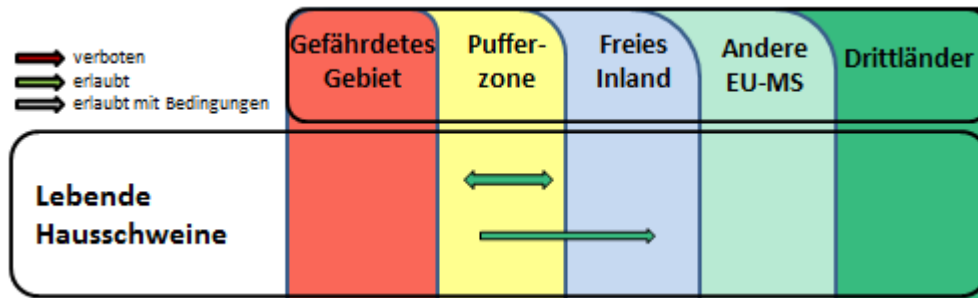 verboten
erlaubt
erlaubt mit Bedingungen
Gefährdetes
Gebiet
Puffer-
zone
Freies
Inland
Andere
EU-MS
Drittländer
Lebende
Hausschweine